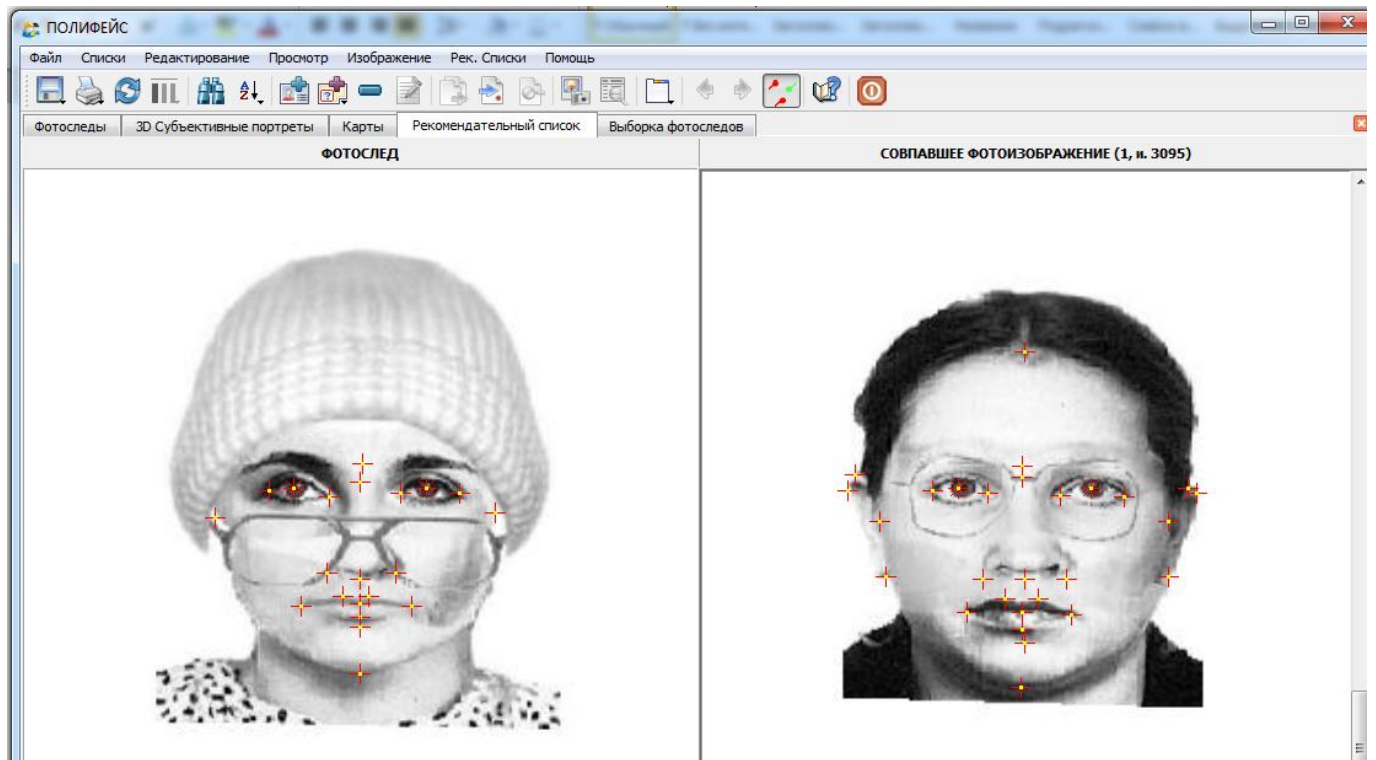 ПОЛИФЕЙС
Файл Списки Редактирование Просмотр Изображение Рек. Списки Помощь
Фотоследы 3D Субъективные портреты Карты Рекомендательный список Выборка фотоследов
ФОТОСЛЕД СОВПАВШЕЕ ФОТОИЗОБРАЖЕНИЕ (1, и. 3095)